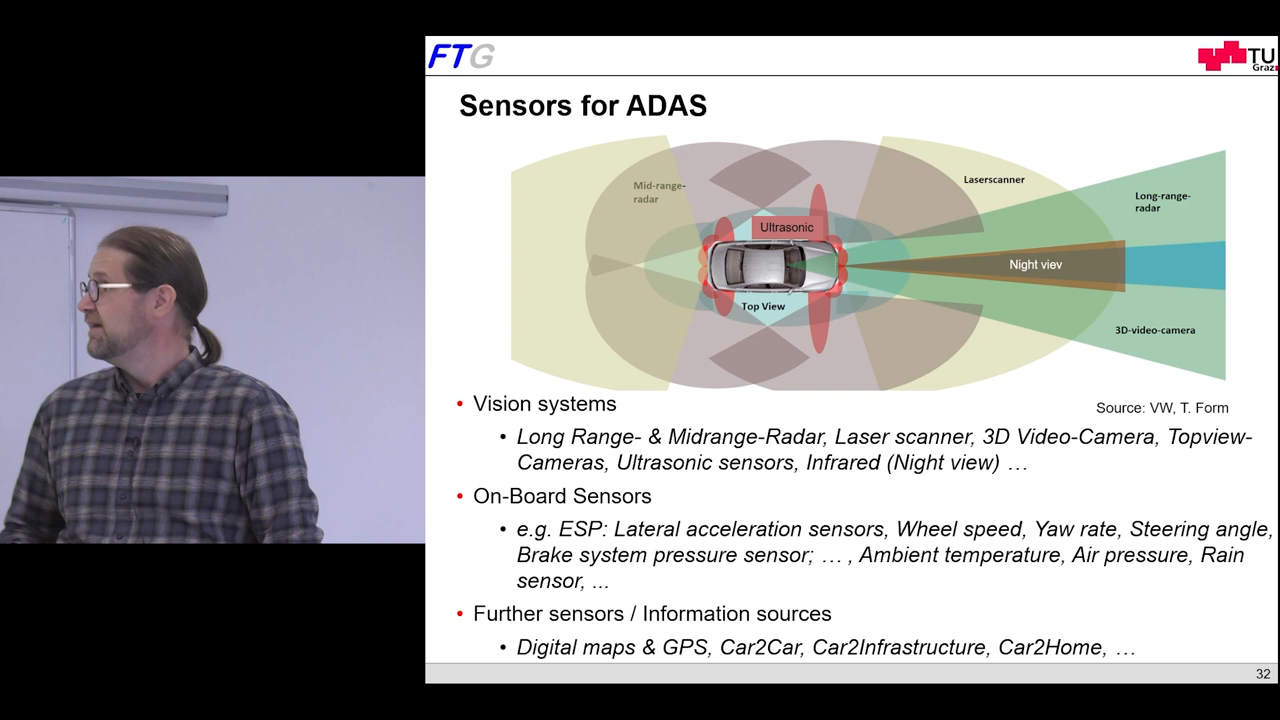 FTG
TU
Graz
Sensors for ADAS
Mid-range-
radar
Laserscanner
Long-range-
radar
Ultrasonic
Night viev
Top View
3D-video-camera
• Vision systems
Source: VW, T. Form
• Long Range- & Midrange-Radar, Laser scanner, 3D Video-Camera, Topview-
Cameras, Ultrasonic sensors, Infrared (Night view) …
• On-Board Sensors
• e.g. ESP: Lateral acceleration sensors, Wheel speed, Yaw rate, Steering angle,
Brake system pressure sensor; … , Ambient temperature, Air pressure, Rain
sensor, ...
• Further sensors / Information sources
• Digital maps & GPS, Car2Car, Car2Infrastructure, Car2Home, …
32